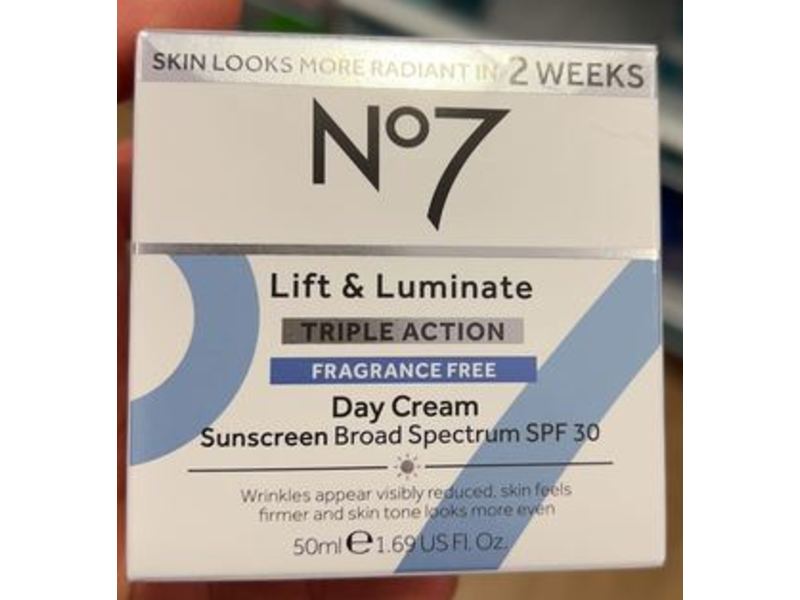 SKIN LOOKS MORE RADIANT IN 2 WEEKS
No7
Lift & Luminate
TRIPLE ACTION
FRAGRANCE FREE
Day Cream
Sunscreen Broad Spectrum SPF 30
Wrinkles appear visibly reduced, skin feels
firmer and skin tone looks more even
50ml ℮ 1.69 US Fl. Oz.